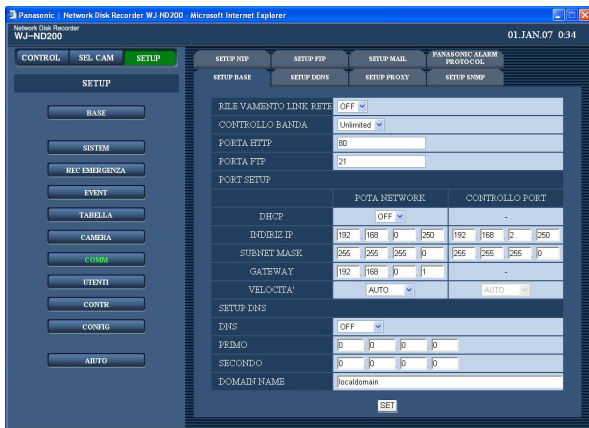 Panasonic | Network Disk Recorder WJ-ND200 - Microsoft Internet Explorer
Network Disk Recorder
WJ-ND200
01.JAN.07 0:34
CONTROL SEL CAM SETUP
SETUP
BASE
SISTEM
REC EMERGENZA
EVENT
TABELLA
CAMERA
COMM
UTENTI
CONTR
CONFIG
AIUTO
SETUP NTP SETUP FTP SETUP MAIL PANASONIC ALARM PROTOCOL
SETUP BASE SETUP DDNS SETUP PROXY SETUP SNMP
RILE VAMENTO LINK RETE OFF
CONTROLLO BANDA Unlimited
PORTA HTTP 80
PORTA FTP 21
PORT SETUP
POTA NETWORK CONTROLLO PORT
DHCP OFF -
INDIRIZ IP 192 . 168 . 0 . 250 192 . 168 . 2 . 250
SUBNET MASK 255 . 255 . 255 . 0 255 . 255 . 255 . 0
GATEWAY 192 . 168 . 0 . 1 -
VELOCITA' AUTO AUTO
SETUP DNS
DNS OFF
PRIMO 0 . 0 . 0 . 0
SECONDO 0 . 0 . 0 . 0
DOMAIN NAME localdomain
SET